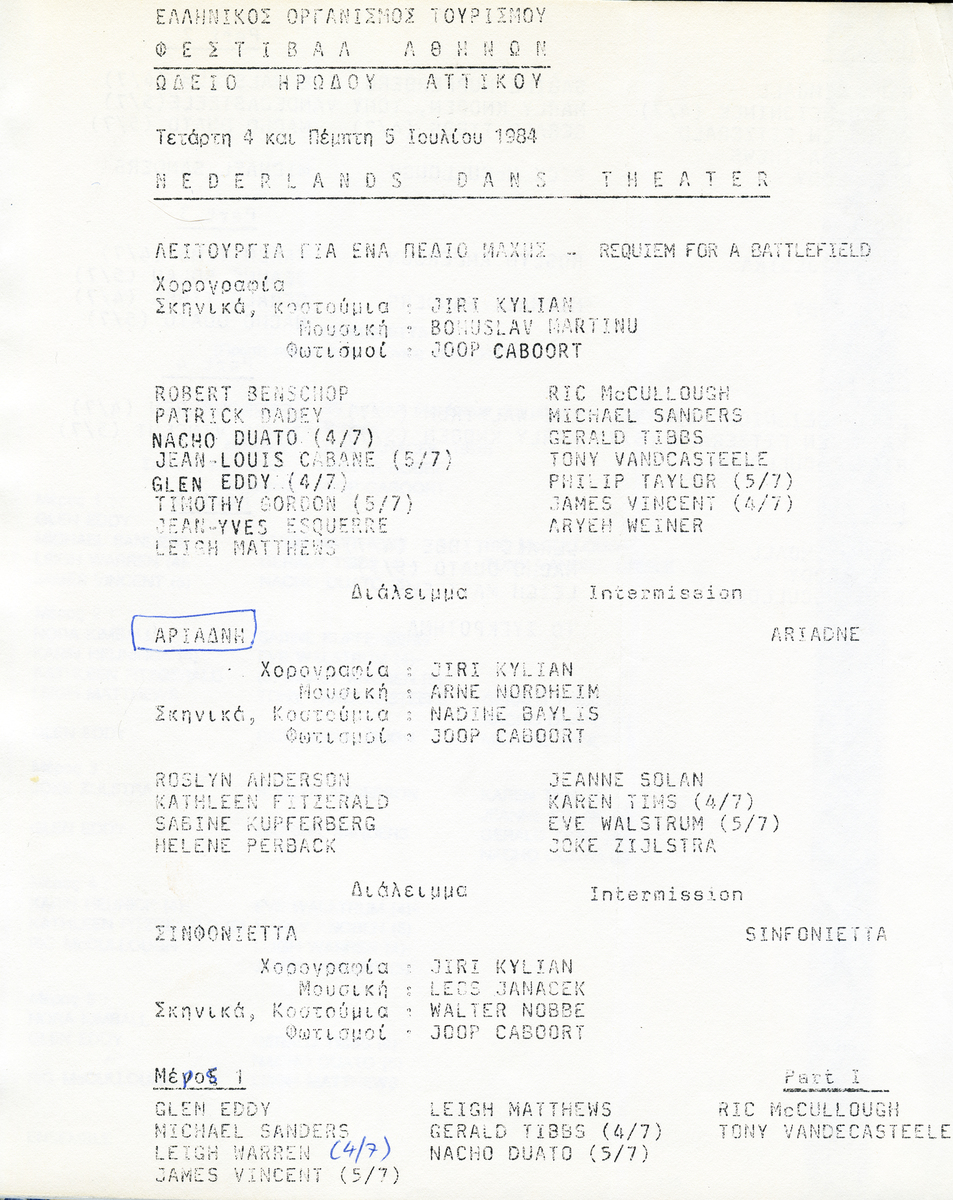 ΕΛΛΗΝΙΚΟΣ ΟΡΓΑΝΙΣΜΟΣ ΤΟΥΡΙΣΜΟΥ
ΦΕΣΤΙΒΑΛ ΑΘΗΝΩΝ
ΩΔΕΙΟ ΗΡΩΔΟΥ ΑΤΤΙΚΟΥ
Τετάρτη 4 και Πέμπτη 5 Ιουλίου 1984
NEDERLANDS DANS THEATER
ΛΕΙΤΟΥΡΓΙΑ ΓΙΑ ΕΝΑ ΠΕΔΙΟ ΜΑΧΗΣ - REQUIEM FOR A BATTLEFIELD
Χορογραφία
Σκηνικά, κοστούμια : JIRI KYLIAN
Μουσική : BOHUSLAV MARTINU
Φωτισμοί : JOOP CABOORT
ROBERT BENSCHOP RIC McCULLOUGH
PATRICK DADEY MICHAEL SANDERS
NACHO DUATO (4/7) GERALD TIBBS
JEAN-LOUIS CABANE (5/7) TONY VANDCASTEELE
GLEN EDDY (4/7) PHILIP TAYLOR (5/7)
TIMOTHY GORDON (5/7) JAMES VINCENT (4/7)
JEAN-YVES ESQUERRE ARYEH WEINER
LEIGH MATTHEWS
Διάλειμμα Intermission
ΑΡΙΑΔΝΗ ARIADNE
Χορογραφία : JIRI KYLIAN
Μουσική : ARNE NORDHEIM
Σκηνικά, Κοστούμια : NADINE BAYLIS
Φωτισμοί : JOOP CABOORT
ROSLYN ANDERSON JEANNE SOLAN
KATHLEEN FITZERALD KAREN TIMS (4/7)
SABINE KUPFERBERG EVE WALSTRUM (5/7)
HELENE PERBACK JOKE ZIJLSTRA
Διάλειμμα Intermission
ΣΙΝΦΟΝΙΕΤΤΑ SINFONIETTA
Χορογραφία : JIRI KYLIAN
Μουσική : LEOS JANACEK
Σκηνικά, Κοστούμια : WALTER NOBBE
Φωτισμοί : JOOP CABOORT
Μέρος 1 Part I
GLEN EDDY LEIGH MATTHEWS RIC McCULLOUGH
MICHAEL SANDERS GERALD TIBBS (4/7) TONY VANDECASTEELE
LEIGH WARREN (4/7) NACHO DUATO (5/7)
JAMES VINCENT (5/7)